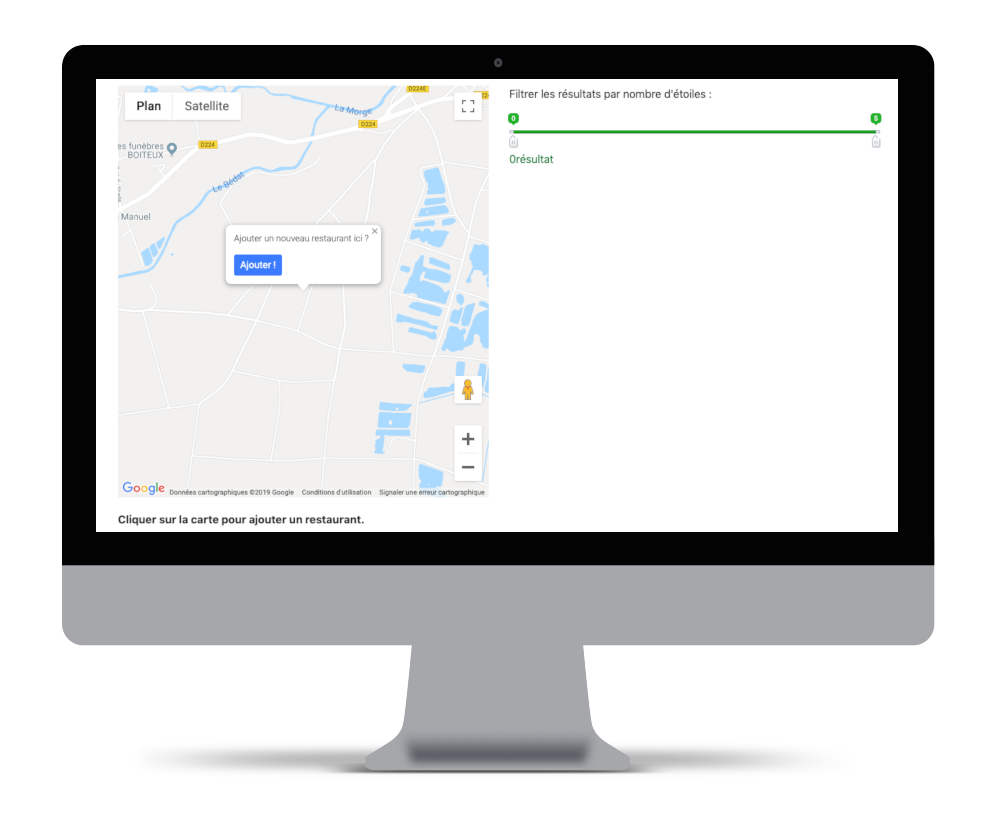 Plan
Satellite
D224E
La Morge
D224
D224
es funèbres
BOITEUX
Le Bédat
Manuel
Ajouter un nouveau restaurant ici ?
Ajouter !
Google
Données cartographiques ©2019 Google
Conditions d'utilisation
Signaler une erreur cartographique
Cliquer sur la carte pour ajouter un restaurant.
Filtrer les résultats par nombre d'étoiles :
0
5
0résultat